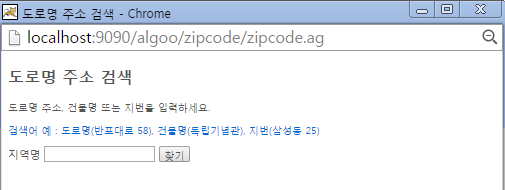 도로명 주소 검색 - Chrome
localhost:9090/algoo/zipcode/zipcode.ag
도로명 주소 검색
도로명 주소, 건물명 또는 지번을 입력하세요.
검색어 예 : 도로명(반포대로 58), 건물명(독립기념관), 지번(삼성동 25)
지역명 찾기